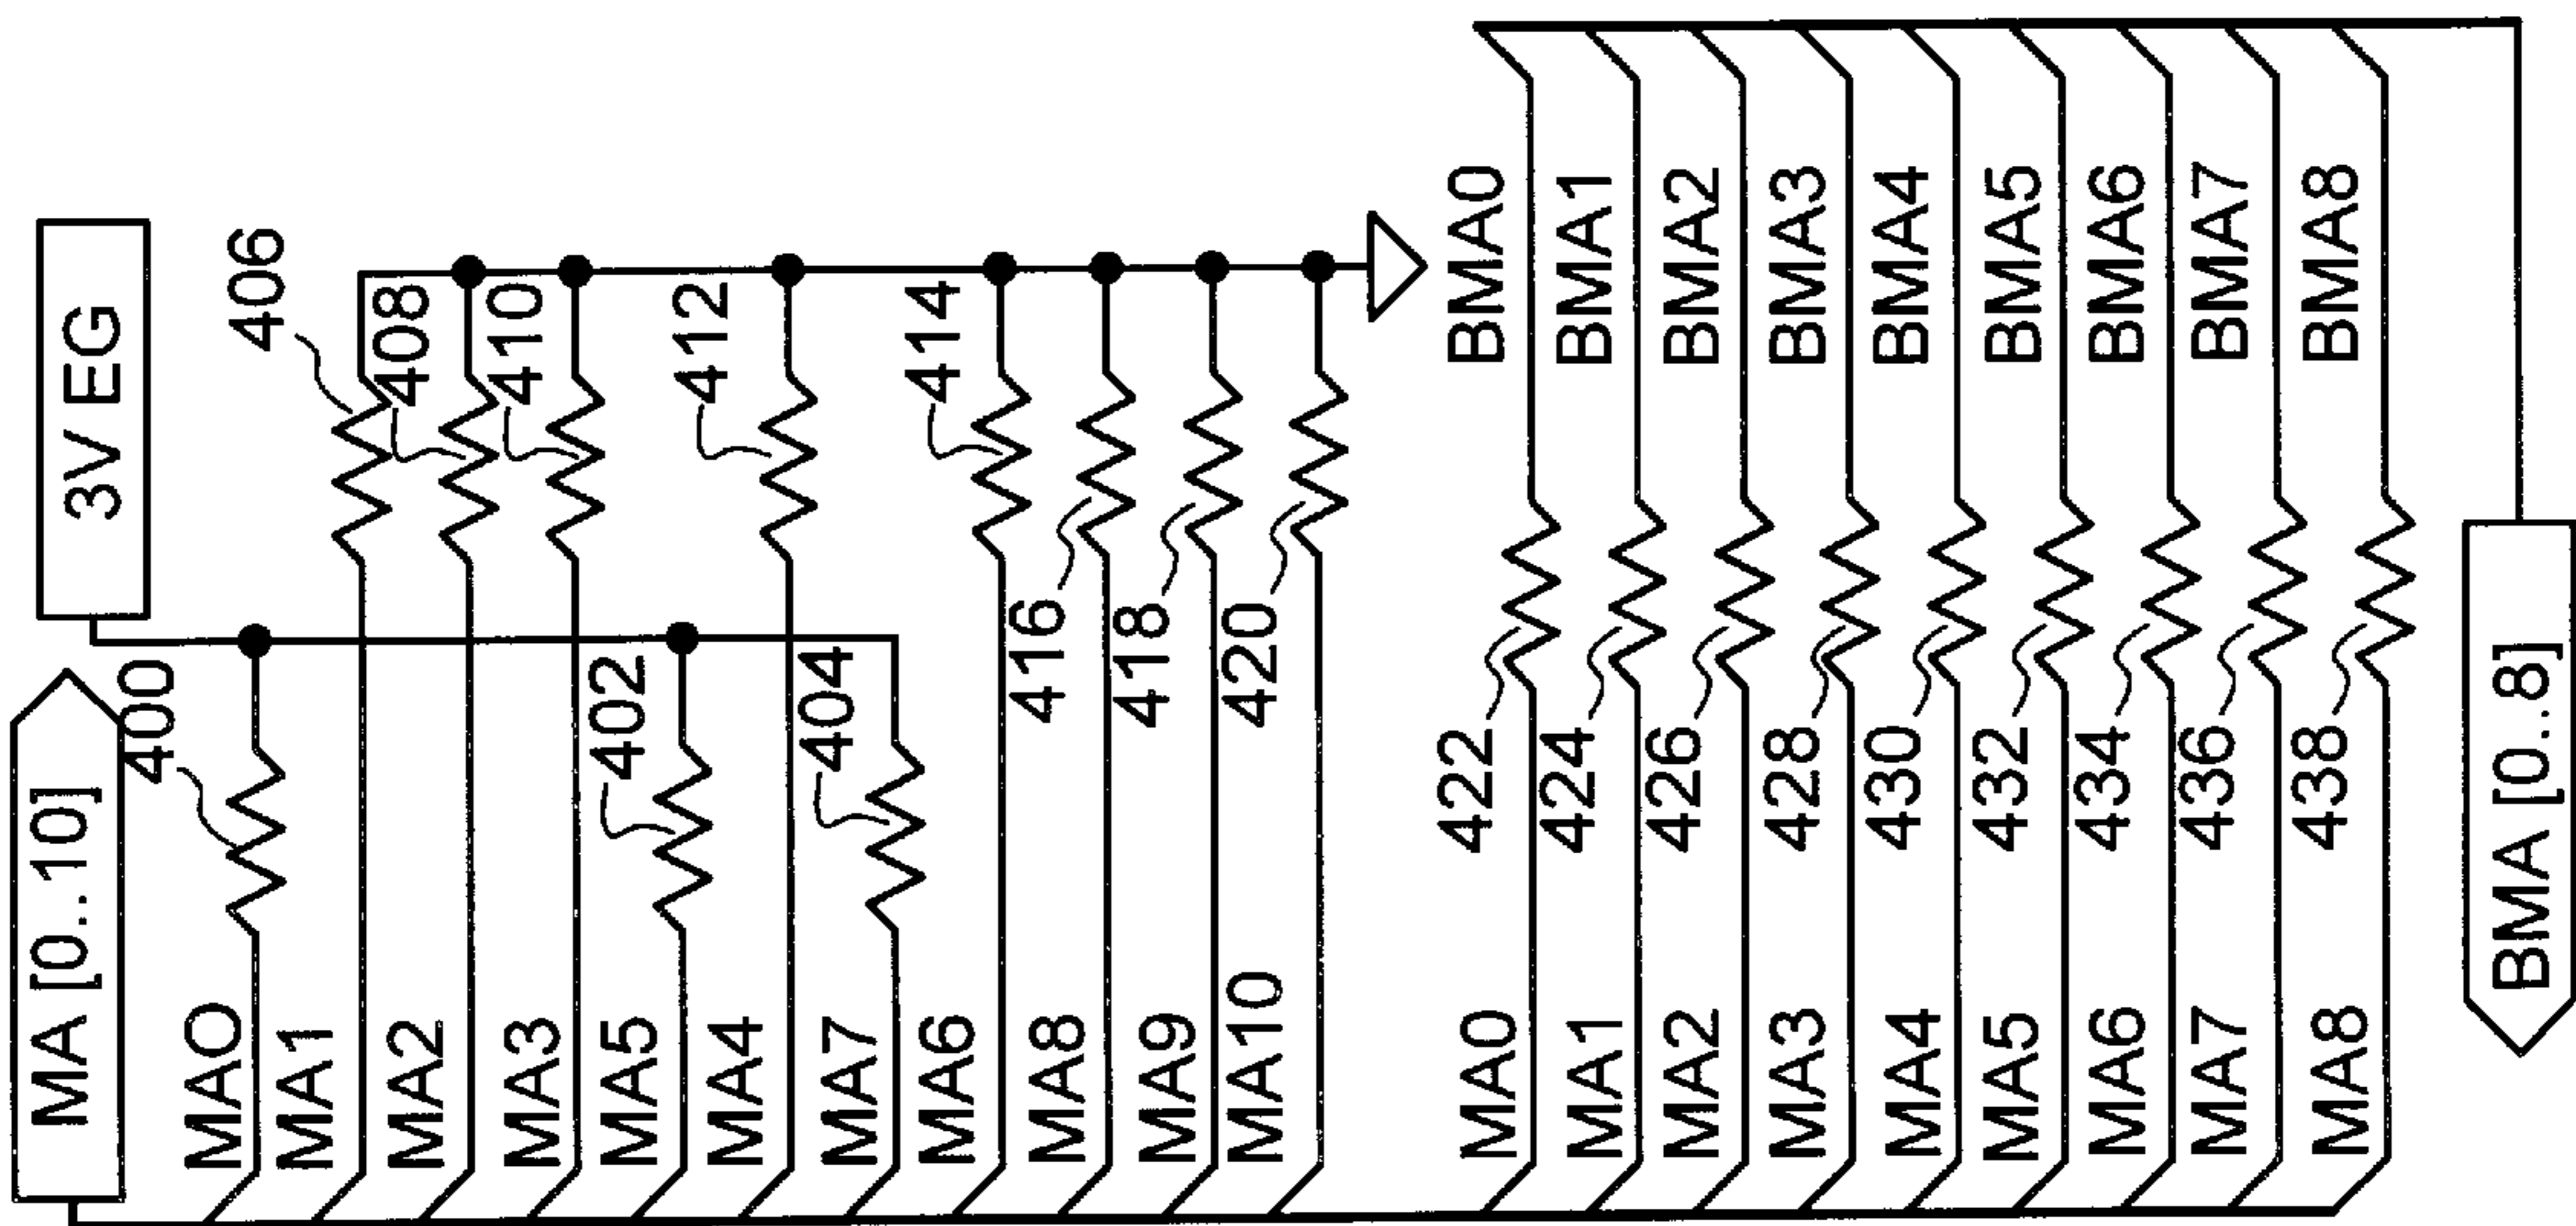 MA [0...10]
3V EG
400
MAO
406
MA1
408
MA2
410
MA3
402
MA5
412
MA4
404
MA7
414
MA6
416
MA8
418
MA9
420
MA10
MA0 422 BMA0
MA1 424 BMA1
MA2 426 BMA2
MA3 428 BMA3
MA4 430 BMA4
MA5 432 BMA5
MA6 434 BMA6
MA7 436 BMA7
MA8 438 BMA8
BMA [0..8]